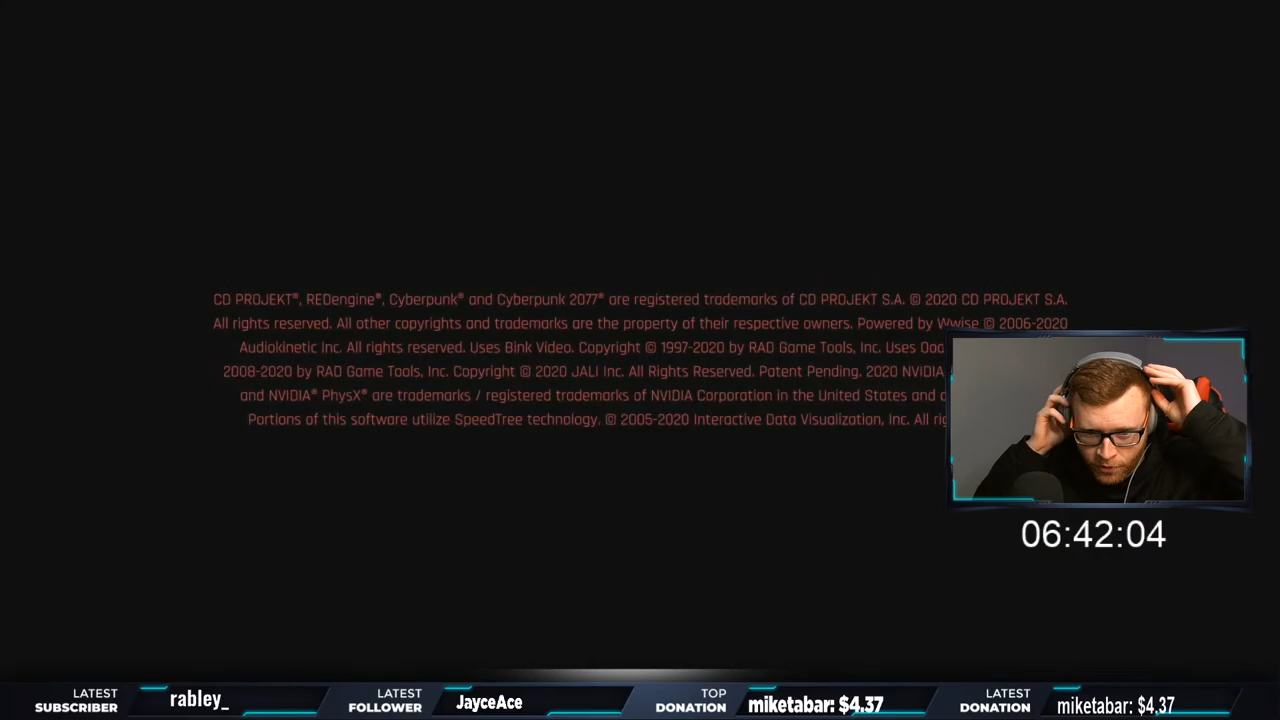 CD PROJEKT®, REDengine®, Cyberpunk® and Cyberpunk 2077® are registered trademarks of CD PROJEKT S.A. © 2020 CD PROJEKT S.A.
All rights reserved. All other copyrights and trademarks are the property of their respective owners. Powered by Wwise © 2006-2020
Audiokinetic Inc. All rights reserved. Uses Bink Video. Copyright © 1997-2020 by RAD Game Tools, Inc. Uses
2008-2020 by RAD Game Tools, Inc. Copyright © 2020 JALI Inc. All Rights Reserved. Patent Pending. 2020 NVIDIA
and NVIDIA® PhysX® are trademarks / registered trademarks of NVIDIA Corporation in the United States and
Portions of this software utilize SpeedTree technology. © 2005-2020 Interactive Data Visualization, Inc. All
06:42:04
LATEST SUBSCRIBER rabley_
LATEST FOLLOWER JayceAce
TOP DONATION miketabar: $4.37
LATEST DONATION miketabar: $4.37